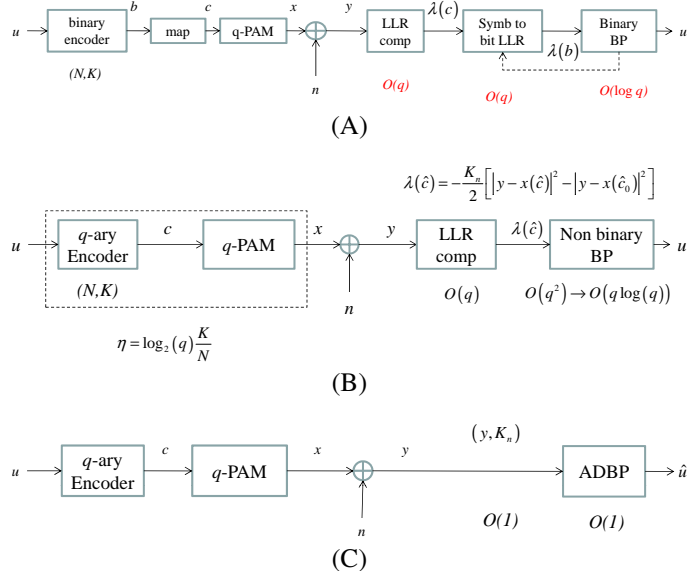 b c x y λ(c)
u binary encoder map q-PAM LLR comp Symb to bit LLR Binary BP u
λ(b)
(N,K) n O(q) O(q) O(log q)
(A)
λ(ĉ) = −K_n/2 [|y − x(ĉ)|² − |y − x(ĉ₀)|²]
u q-ary Encoder c q-PAM x y LLR comp λ(ĉ) Non binary BP u
(N,K) n O(q) O(q²) → O(q log(q))
η = log₂(q) K/N
(B)
(y, K_n)
u q-ary Encoder c q-PAM x y ADBP û
n O(1) O(1)
(C)